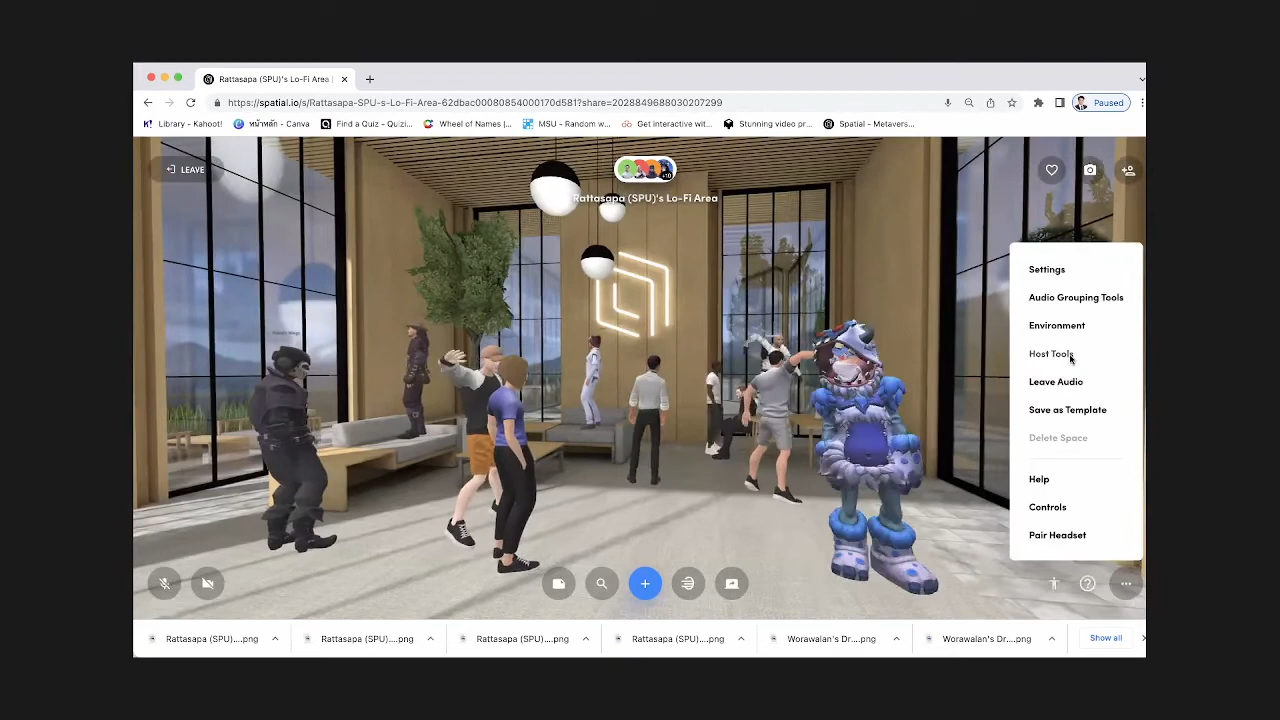 Rattasapa (SPU)'s Lo-Fi Area |
https://spatial.io/s/Rattasapa-SPU-s-Lo-Fi-Area-62dbac00080854000170d581?share=2028849688030207299
Paused
Library - Kahoot!
หน้าหลัก - Canva
Find a Quiz - Quizi...
Wheel of Names |...
MSU - Random w...
Get interactive wit...
Stunning video pr...
Spatial - Metavers...
LEAVE
+10
Rattasapa (SPU)'s Lo-Fi Area
Settings
Audio Grouping Tools
Environment
Host Tools
Leave Audio
Save as Template
Delete Space
Help
Controls
Pair Headset
Rattasapa (SPU)....png
Rattasapa (SPU)....png
Rattasapa (SPU)....png
Rattasapa (SPU)....png
Worawalan's Dr....png
Worawalan's Dr....png
Show all